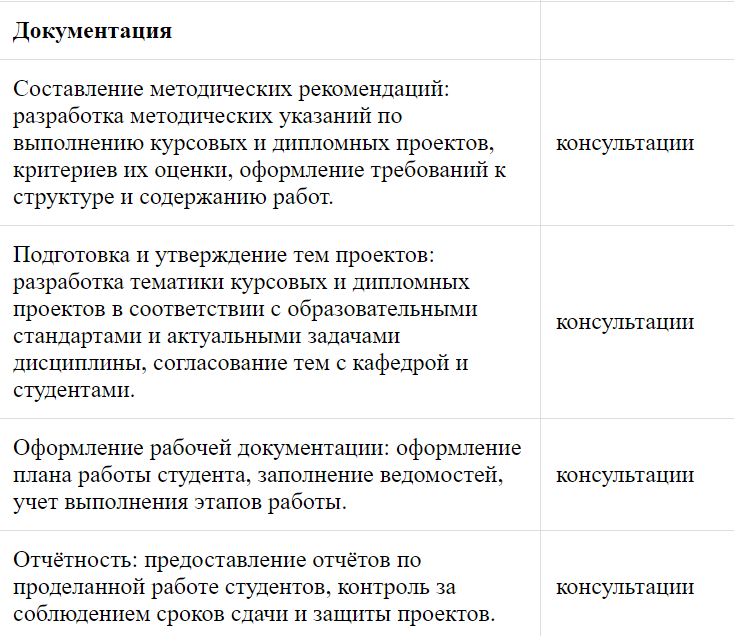 Документация
Составление методических рекомендаций:
разработка методических указаний по
выполнению курсовых и дипломных проектов,
критериев их оценки, оформление требований к
структуре и содержанию работ.
консультации
Подготовка и утверждение тем проектов:
разработка тематики курсовых и дипломных
проектов в соответствии с образовательными
стандартами и актуальными задачами
дисциплины, согласование тем с кафедрой и
студентами.
консультации
Оформление рабочей документации: оформление
плана работы студента, заполнение ведомостей,
учет выполнения этапов работы.
консультации
Отчётность: предоставление отчётов по
проделанной работе студентов, контроль за
соблюдением сроков сдачи и защиты проектов.
консультации